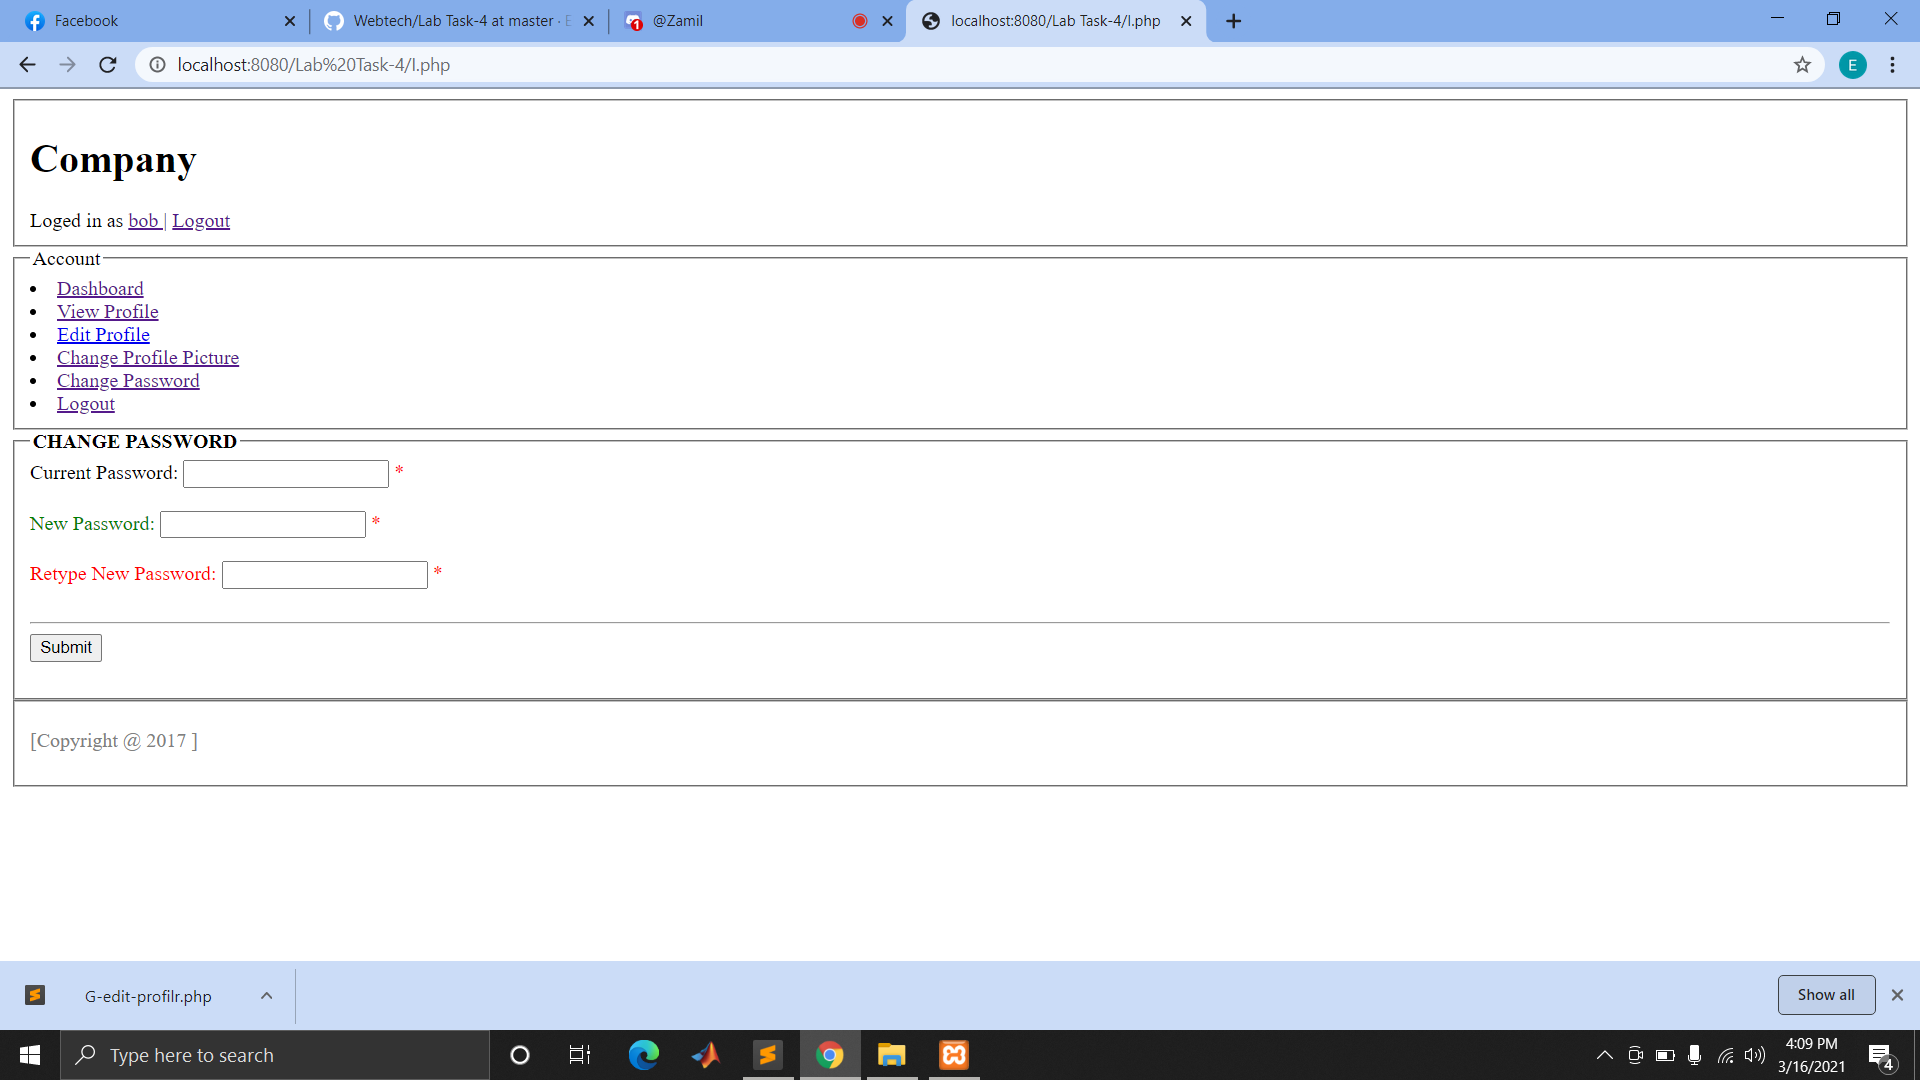 Facebook
Webtech/Lab Task-4 at master · E
1
@Zamil
localhost:8080/Lab Task-4/I.php
localhost:8080/Lab%20Task-4/I.php
E
Company
Loged in as bob | Logout
Account
Dashboard
View Profile
Edit Profile
Change Profile Picture
Change Password
Logout
CHANGE PASSWORD
Current Password: *
New Password: *
Retype New Password: *
Submit
[Copyright @ 2017 ]
G-edit-profilr.php
Show all
Type here to search
4:09 PM
3/16/2021
4